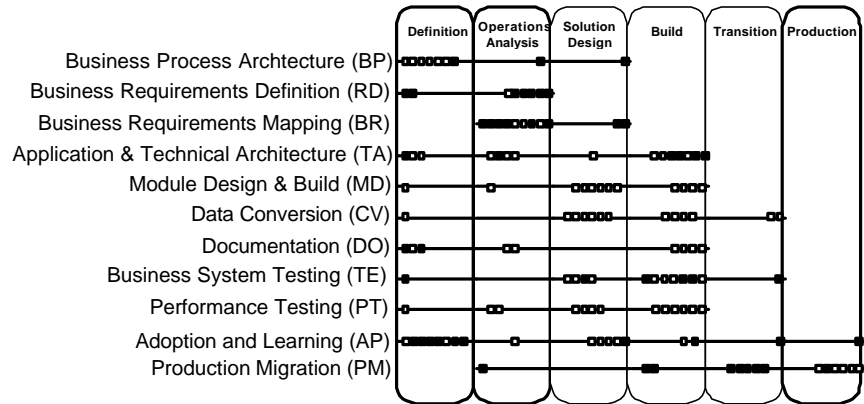 Definition
Operations
Analysis
Solution
Design
Build
Transition
Production
Business Process Archtecture (BP)
Business Requirements Definition (RD)
Business Requirements Mapping (BR)
Application & Technical Architecture (TA)
Module Design & Build (MD)
Data Conversion (CV)
Documentation (DO)
Business System Testing (TE)
Performance Testing (PT)
Adoption and Learning (AP)
Production Migration (PM)